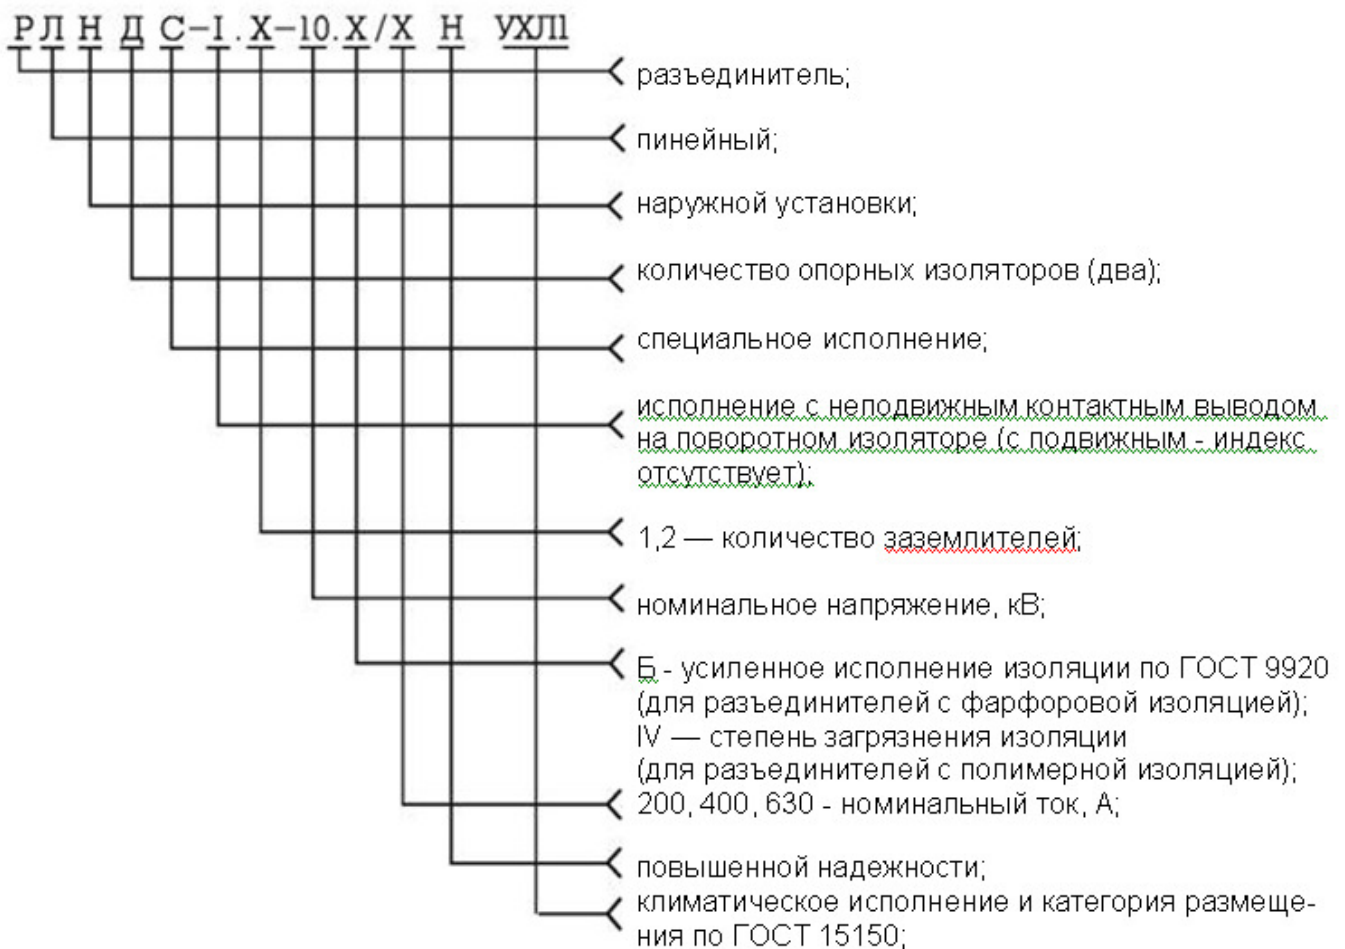 РЛНДС-I.Х-10.Х/Х Н УХЛ1
разъединитель;
линейный;
наружной установки;
количество опорных изоляторов (два);
специальное исполнение;
исполнение с неподвижным контактным выводом
на поворотном изоляторе (с подвижным - индекс
отсутствует);
1,2 — количество заземлителей;
номинальное напряжение, кВ;
Б - усиленное исполнение изоляции по ГОСТ 9920
(для разъединителей с фарфоровой изоляцией);
IV — степень загрязнения изоляции
(для разъединителей с полимерной изоляцией);
200, 400, 630 - номинальный ток, А;
повышенной надежности;
климатическое исполнение и категория размеще-
ния по ГОСТ 15150;